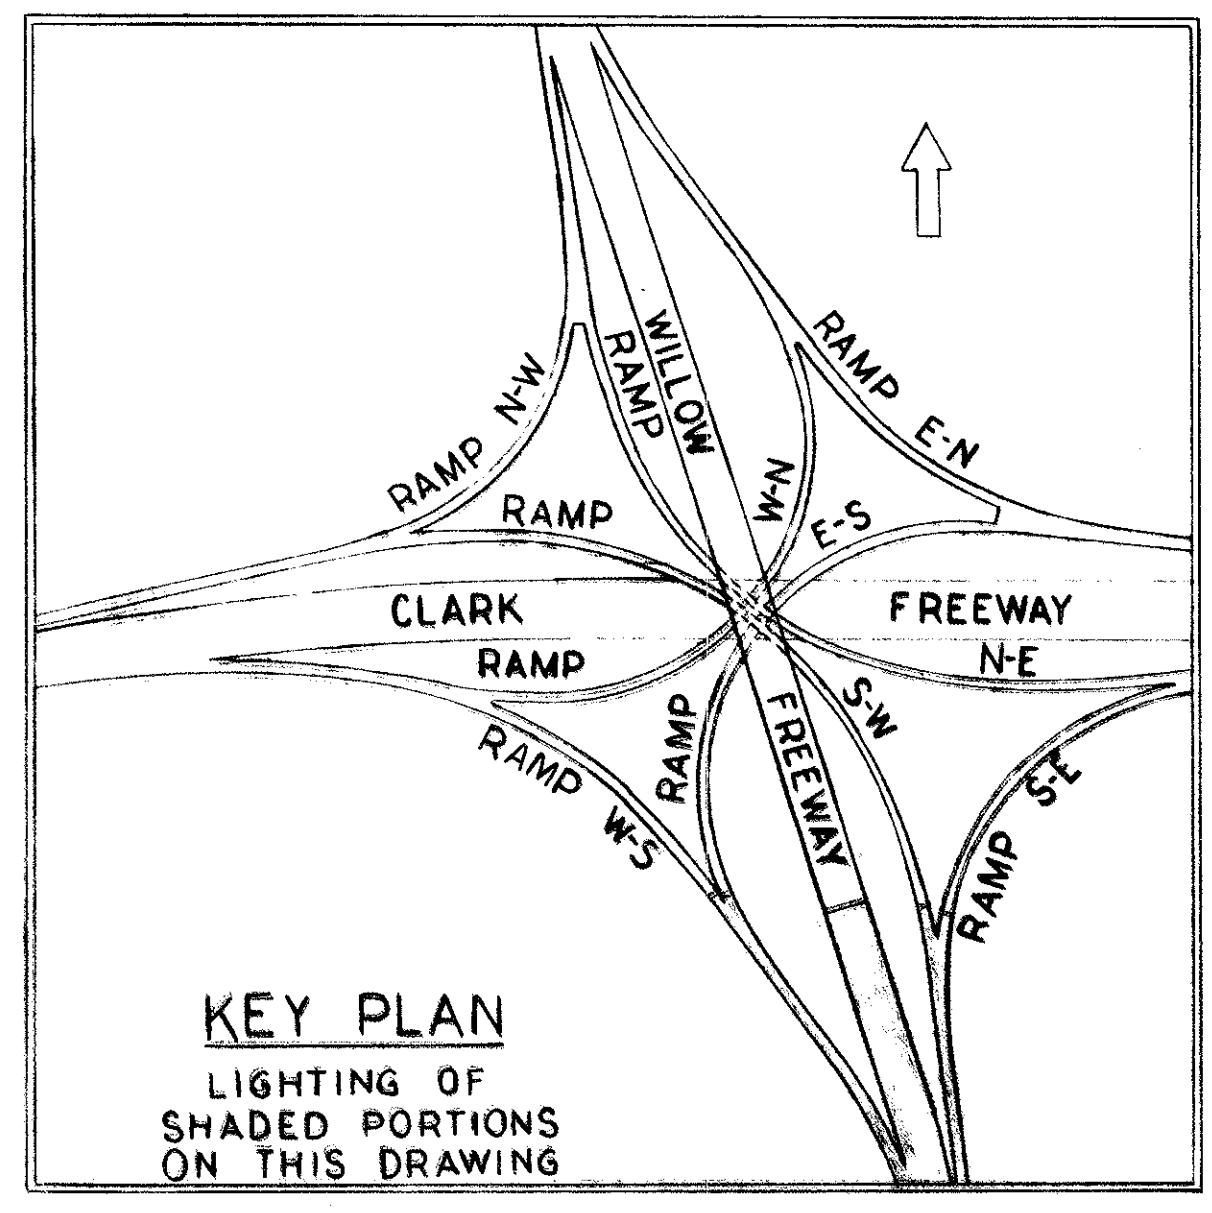 WILLOW
RAMP
RAMP N-W
RAMP E-N
W-N
RAMP
E-S
CLARK
FREEWAY
RAMP
N-E
S-W
RAMP
FREEWAY
RAMP W-S
RAMP S-E
KEY PLAN
LIGHTING OF
SHADED PORTIONS
ON THIS DRAWING